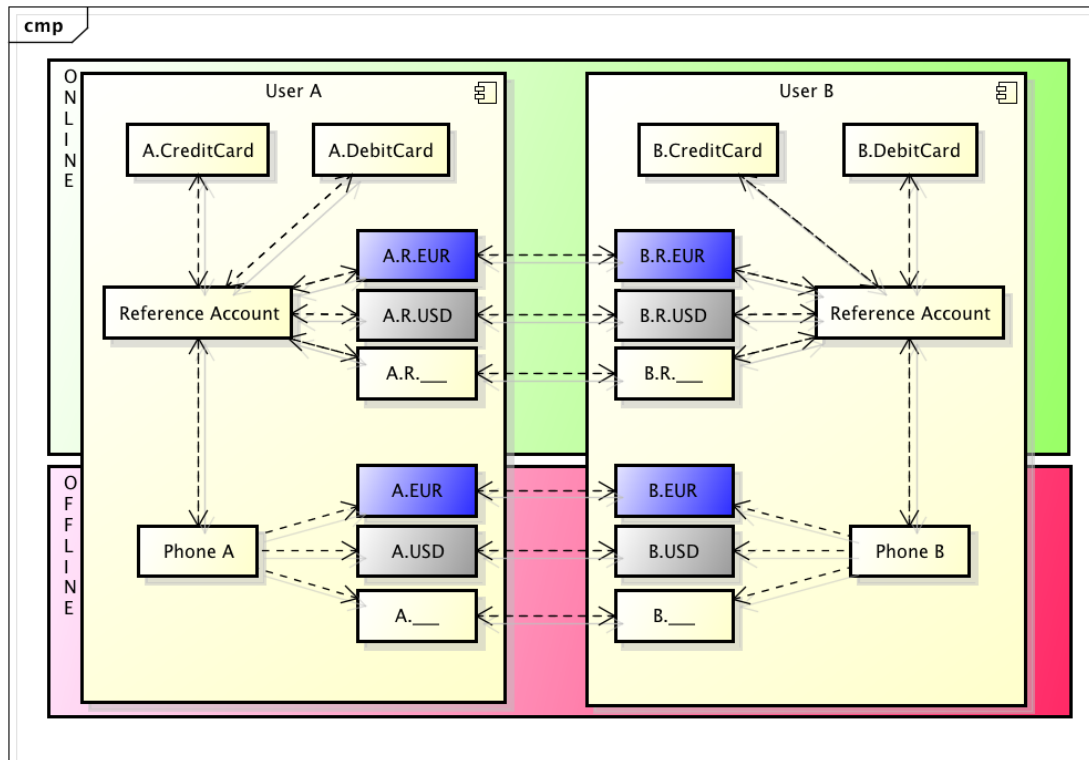 cmp
ONLINE
User A
User B
A.CreditCard
A.DebitCard
B.CreditCard
B.DebitCard
A.R.EUR
B.R.EUR
Reference Account
A.R.USD
B.R.USD
Reference Account
A.R.___
B.R.___
OFFLINE
A.EUR
B.EUR
Phone A
A.USD
B.USD
Phone B
A.___
B.___